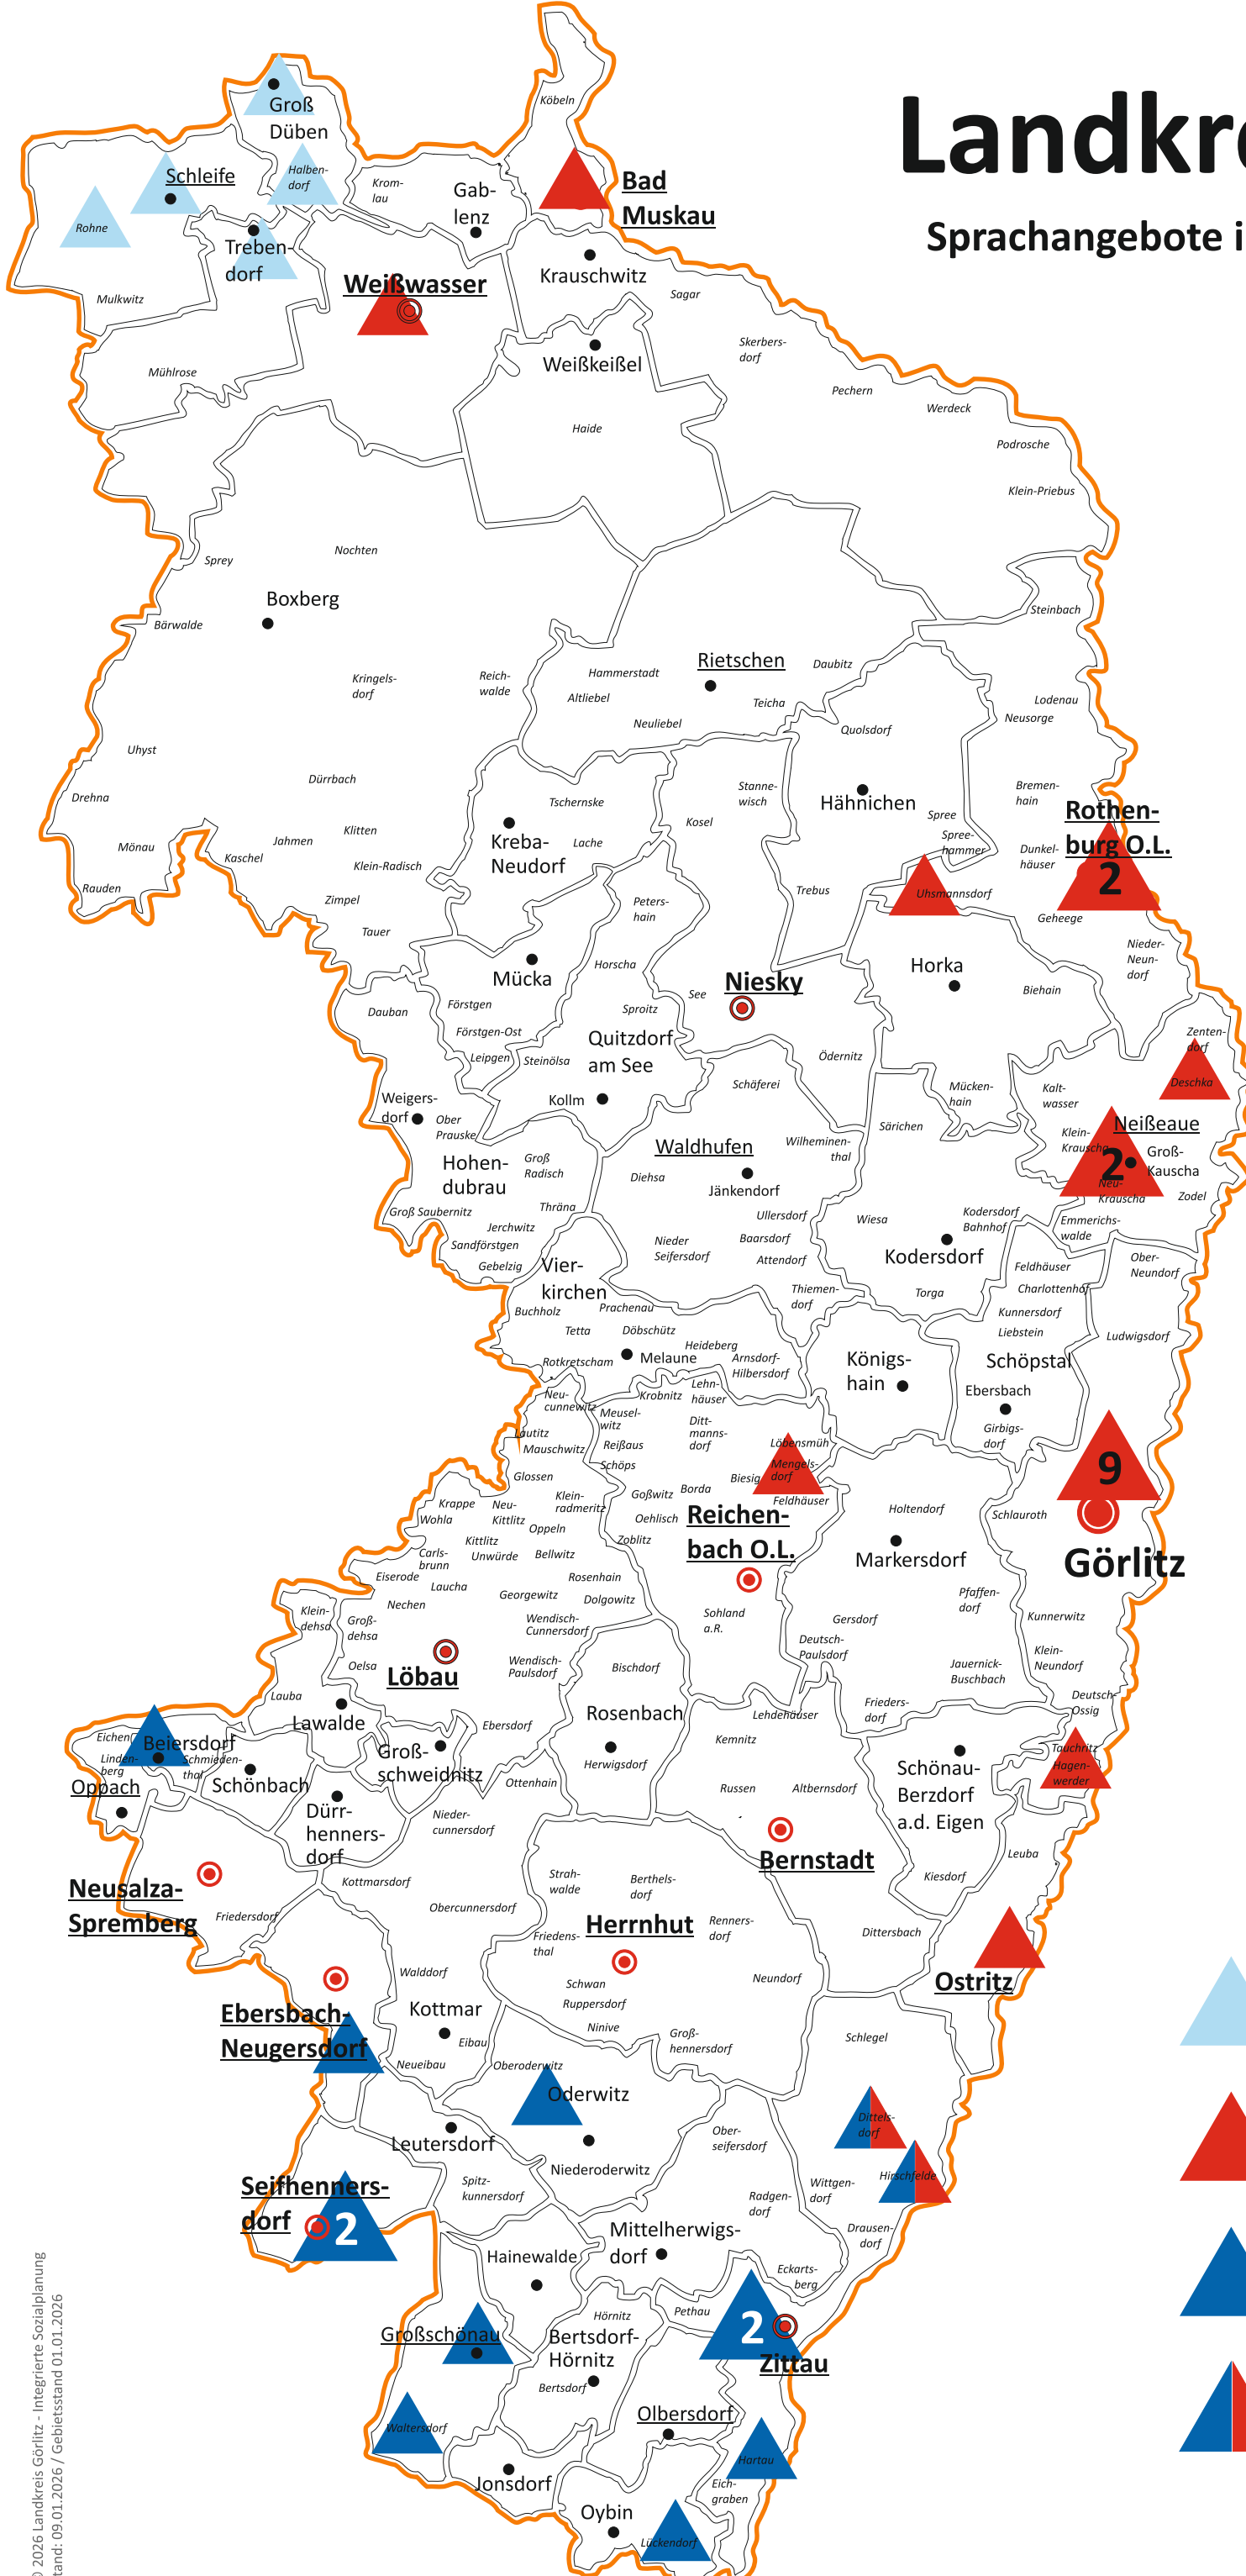 Landkre
Sprachangebote i
Köbeln
Groß
Düben
Schleife
Halben-
dorf
Krom-
lau
Gab-
lenz
Bad
Muskau
Rohne
Treben-
dorf
Weißwasser
Krauschwitz
Sagar
Mulkwitz
Skerbers-
dorf
Weißkeißel
Mühlrose
Pechern
Werdeck
Haide
Podrosche
Klein-Priebus
Nochten
Sprey
Boxberg
Steinbach
Bärwalde
Rietschen
Daubitz
Hammerstadt
Kringels-
dorf
Reich-
walde
Altliebel
Teicha
Lodenau
Neusorge
Neuliebel
Quolsdorf
Uhyst
Dürrbach
Stanne-
wisch
Bremen-
hain
Drehna
Tschernske
Hähnichen
Rothen-
burg O.L.
2
Spree
Kosel
Klitten
Spree-
hammer
Jahmen
Kreba-
Neudorf
Lache
Mönau
Dunkel-
häuser
Kaschel
Klein-Radisch
Rauden
Trebus
Uhsmannsdorf
Zimpel
Peters-
hain
Geheege
Tauer
Nieder-
Neun-
dorf
Horscha
Horka
Mücka
Niesky
See
Biehain
Dauban
Förstgen
Sproitz
Förstgen-Ost
Quitzdorf
am See
Zenten-
dorf
Leipgen
Steinölsa
Ödernitz
Deschka
Schäferei
Mücken-
hain
Kalt-
wasser
Weigers-
dorf
Kollm
Ober
Prauske
Neißeaue
Särichen
Klein-
Krauscha
2
Groß-
Kauscha
Waldhufen
Wilheminen-
thal
Hohen-
dubrau
Groß
Radisch
Diehsa
Jänkendorf
Neu-
Krauscha
Zodel
Groß Saubernitz
Thräna
Ullersdorf
Wiesa
Kodersdorf
Bahnhof
Emmerichs-
walde
Jerchwitz
Sandförstgen
Nieder
Seifersdorf
Baarsdorf
Attendorf
Kodersdorf
Gebelzig
Vier-
kirchen
Feldhäuser
Ober-
Neundorf
Charlottenhof
Thiemen-
dorf
Torga
Buchholz
Prachenau
Kunnersdorf
Tetta
Döbschütz
Liebstein
Ludwigsdorf
Heideberg
Rotkretscham
Melaune
Arnsdorf-
Hilbersdorf
Königs-
hain
Schöpstal
Ebersbach
Neu-
cunnewitz
Krobnitz
Lehn-
häuser
Meusel-
witz
Ditt-
manns-
dorf
Girbigs-
dorf
Lautitz
Mauschwitz
Reißaus
Löbensmüh
Schöps
Mengels-
dorf
9
Glossen
Biesig
Borda
Feldhäuser
Krappe
Neu-
Kittlitz
Klein-
radmeritz
Goßwitz
Reichen-
bach O.L.
Holtendorf
Schlauroth
Wohla
Oppeln
Oehlisch
Kittlitz
Zoblitz
Carls-
brunn
Unwürde
Bellwitz
Markersdorf
Görlitz
Eiserode
Laucha
Rosenhain
Georgewitz
Dolgowitz
Nechen
Pfaffen-
dorf
Klein-
dehsa
Groß-
dehsa
Wendisch-
Cunnersdorf
Sohland
a.R.
Gersdorf
Kunnerwitz
Deutsch-
Paulsdorf
Oelsa
Löbau
Wendisch-
Paulsdorf
Bischdorf
Jauernick-
Buschbach
Klein-
Neundorf
Lauba
Lawalde
Ebersdorf
Rosenbach
Lehdehäuser
Frieders-
dorf
Deutsch-
Ossig
Eichen
Beiersdorf
Kemnitz
Linden-
berg
Schmieden-
thal
Groß-
schweidnitz
Tauchritz
Oppach
Schönbach
Herwigsdorf
Schönau-
Berzdorf
a.d. Eigen
Hagen-
werder
Ottenhain
Russen
Albernsdorf
Dürr-
henners-
dorf
Nieder-
cunnersdorf
Bernstadt
Leuba
Neusalza-
Spremberg
Kottmarsdorf
Strah-
walde
Berthels-
dorf
Kiesdorf
Friedersdorf
Obercunnersdorf
Herrnhut
Renners-
dorf
Dittersbach
Friedens-
thal
Walddorf
Schwan
Neundorf
Ostritz
Ebersbach-
Neugersdorf
Kottmar
Ruppersdorf
Ninive
Groß-
hennersdorf
Schlegel
Eibau
Neueibau
Oberoderwitz
Oderwitz
Dittels-
dorf
Leutersdorf
Ober-
seifersdorf
Niederoderwitz
Hirschfelde
Seifhenners-
dorf
2
Spitz-
kunnersdorf
Wittgen-
dorf
Radgen-
dorf
Mittelherwigs-
dorf
Drausen-
dorf
Hainewalde
Eckarts-
berg
Hörnitz
Pethau
2
Großschönau
Bertsdorf-
Hörnitz
Zittau
Bertsdorf
Olbersdorf
Waltersdorf
Hartau
Jonsdorf
Eich-
graben
Oybin
Lückendorf
© 2026 Landkreis Görlitz - Integrierte Sozialplanung
tand: 09.01.2026 / Gebietsstand 01.01.2026